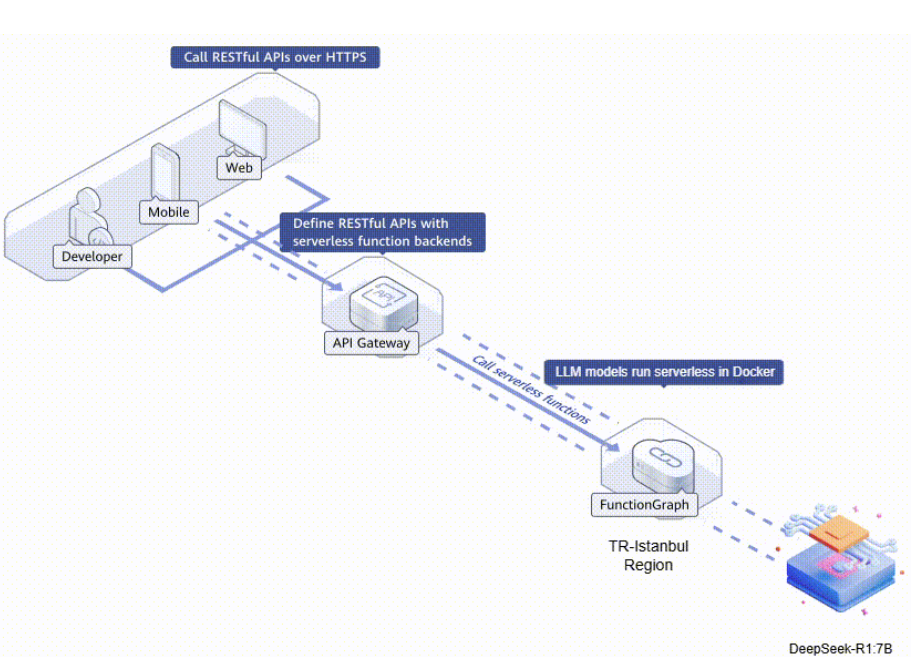 Call RESTful APIs over HTTPS
Web
Mobile
Developer
Define RESTful APIs with
serverless function backends
API
API Gateway
Call serverless functions
LLM models run serverless in Docker
FunctionGraph
TR-Istanbul
Region
DeepSeek-R1:7B